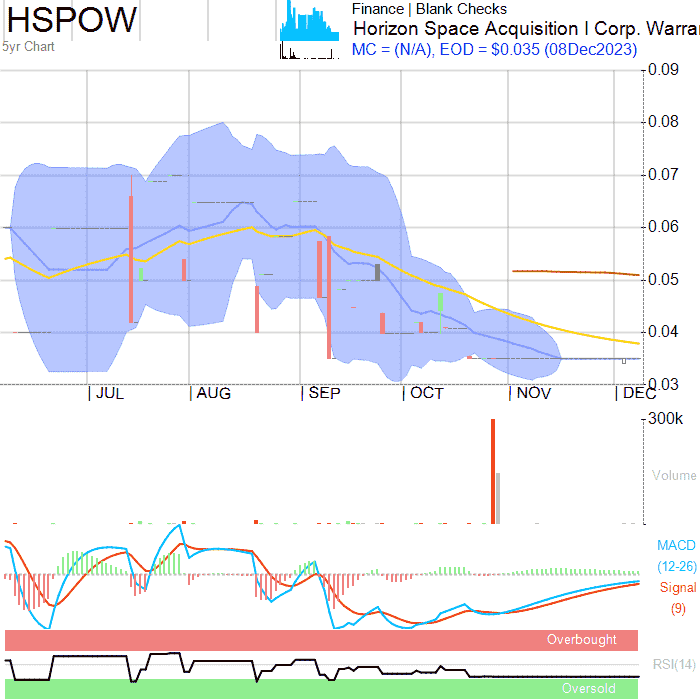 HSPOW
Finance | Blank Checks
Horizon Space Acquisition I Corp. Warra
5yr Chart
MC = (N/A), EOD = $0.035 (08Dec2023)
0.09
0.08
0.07
0.06
0.05
0.04
0.03
JUL AUG SEP OCT NOV DEC
300k
Volume
MACD
(12-26)
Signal
(9)
Overbought
RSI(14)
Oversold